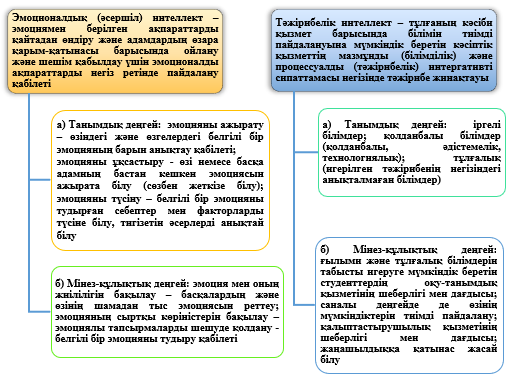 Эмоционалдық (әсершіл) интеллект –
эмоциямен берілген ақпараттарды
қайтадан өндіру және адамдардың өзара
қарым-қатынасы барысында ойлану
және шешім қабылдау үшін эмоционалды
ақпараттарды негіз ретінде пайдалану
қабілеті
а) Танымдық деңгей: эмоцияны ажырату
– өзіндегі және өзгелердегі белгілі бір
эмоцияның барын анықтау қабілеті;
эмоцияны ұқсастыру - өзі немесе басқа
адамның бастан кешкен эмоциясын
ажырата білу (сөзбен жеткізе білу);
эмоцияны түсіну – белгілі бір эмоцияны
тудырған себептер мен факторларды
түсіне білу, тигізетін әсерлерді анықтай
білу
б) Мінез-құлықтық деңгей: эмоция мен оның
жиілілігін бақылау – басқалардың және
өзінің шамадан тыс эмоциясын реттеу;
эмоцияның сыртқы көріністерін бақылау –
эмоциялы тапсырмаларды шешуде қолдану -
белгілі бір эмоцияны тудыру қабілеті
Тәжірибелік интеллект – тұлғаның кәсіби
қызмет барысында білімін тиімді
пайдалануына мүмкіндік беретін кәсіптік
қызметтің мазмұнды (білімділік) және
процессуалды (тәжірибелік) интергативті
сипаттамасы негізінде тәжірибе жинақтауы
а) Танымдық деңгей: іргелі
білімдер; қолданбалы білімдер
(қолданбалы, әдістемелік,
технологиялық); тұлғалық
(игерілген тәжірибенің негізіндегі
анықталмаған білімдер)
б) Мінез-құлықтық деңгей:
ғылыми және тұлғалық білімдерін
табысты игеруге мүмкіндік беретін
студенттердің оқу-танымдық
қызметінің шеберлігі мен дағдысы;
саналы деңгейде де өзінің
мүмкіндіктерін тиімді пайдалану;
қалыптастырушылық қызметінің
шеберлігі мен дағдысы;
жаңашылдыққа қатынас жасай
білу